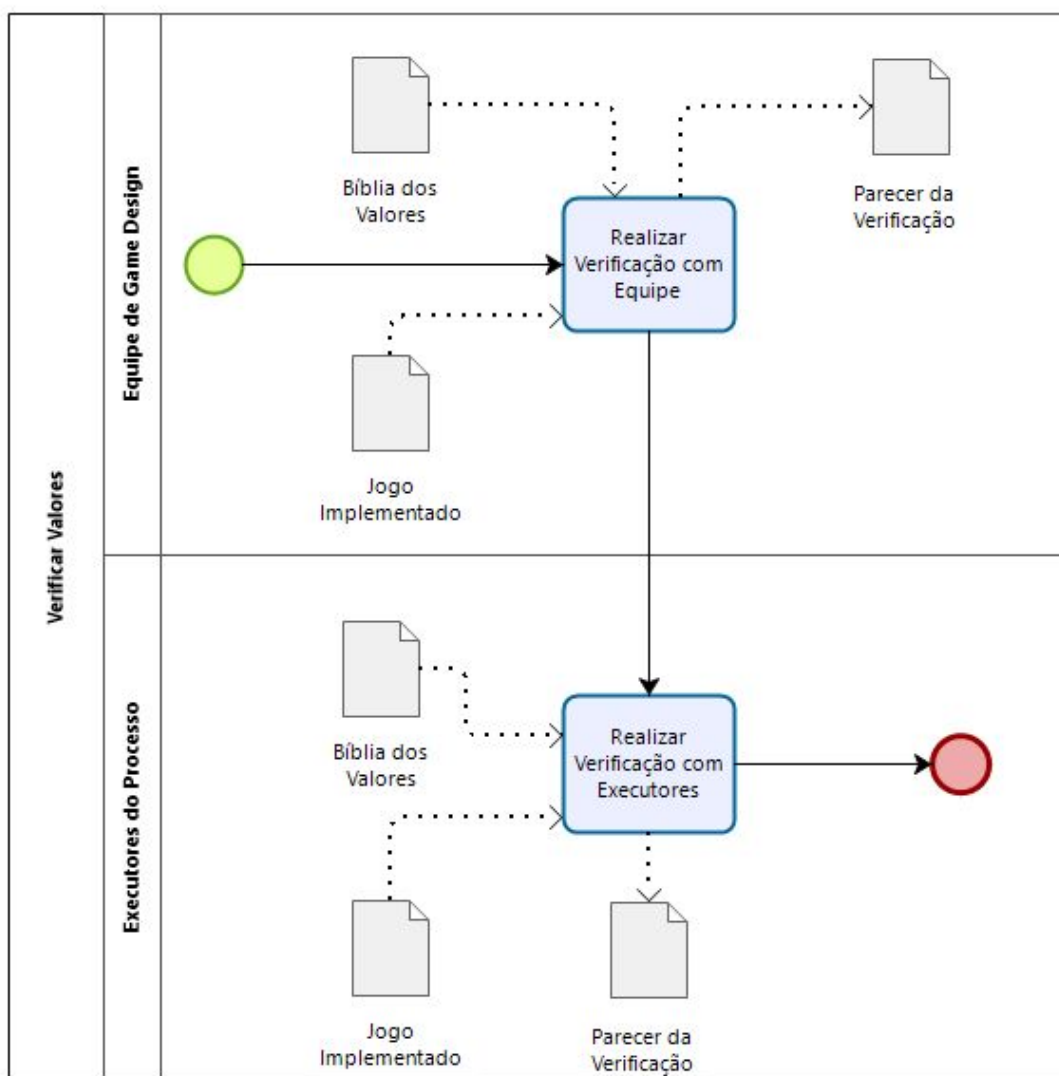 Verificar Valores
Equipe de Game Design
Bíblia dos
Valores
Parecer da
Verificação
Realizar
Verificação com
Equipe
Jogo
Implementado
Executores do Processo
Bíblia dos
Valores
Realizar
Verificação com
Executores
Jogo
Implementado
Parecer da
Verificação